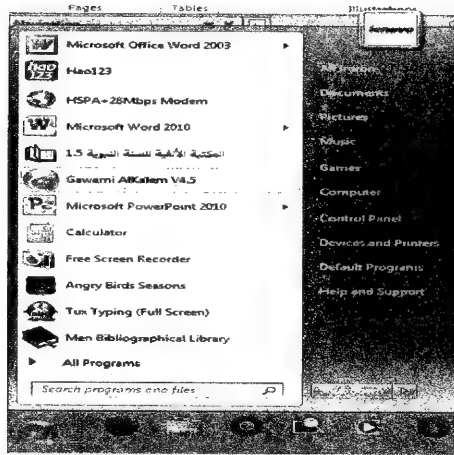 Pages Tables Illustrations
lenovo
Microsoft Office Word 2003
Hao123
HSPA+28Mbps Modem
Microsoft Word 2010
المكتبة الألفية للسنة النبوية 1.5
Gawami AlKalem V4.5
Microsoft PowerPoint 2010
Calculator
Free Screen Recorder
Angry Birds Seasons
Tux Typing (Full Screen)
Men Bibliographical Library
All Programs
Search programs and files
Documents
Pictures
Music
Games
Computer
Control Panel
Devices and Printers
Default Programs
Help and Support